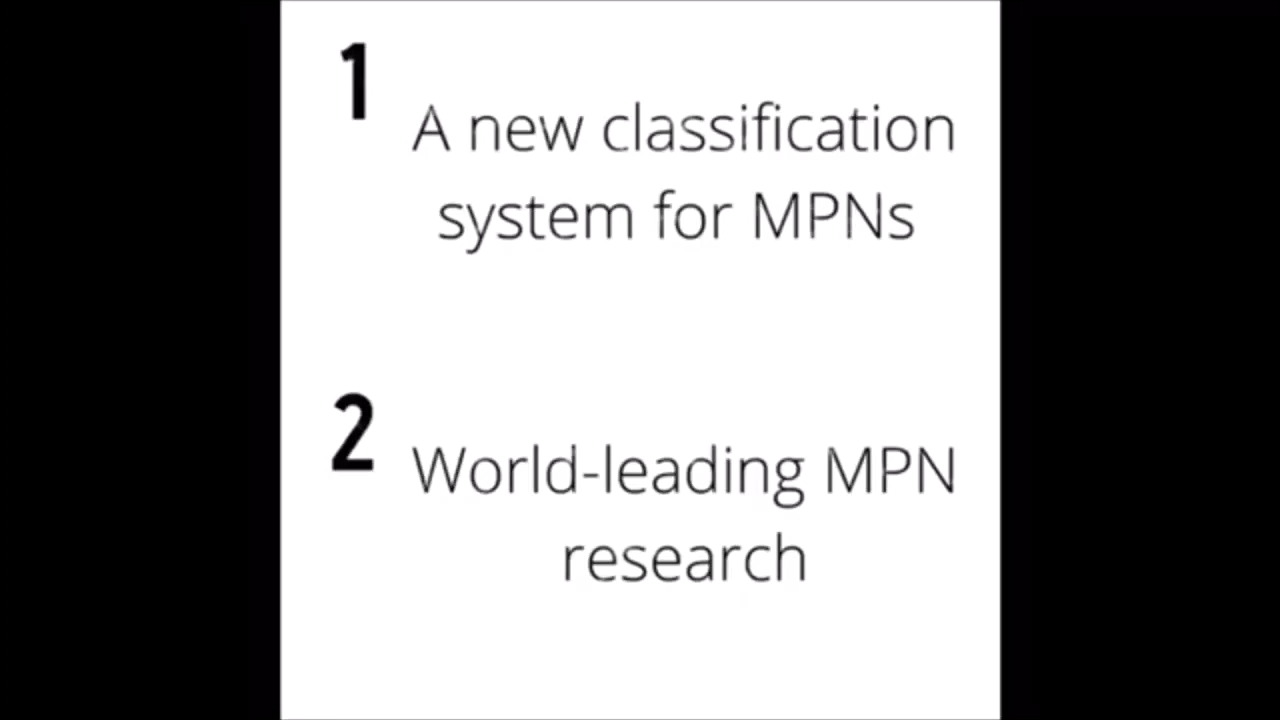 1
A new classification
system for MPNs
2
World-leading MPN
research